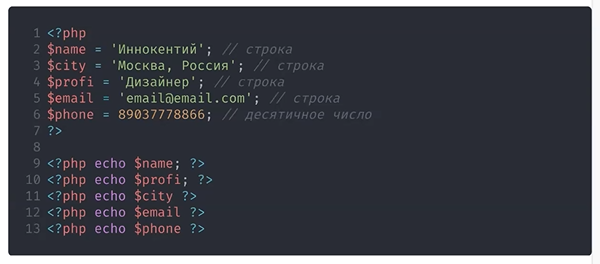 1 <?php
2 $name = 'Иннокентий'; // строка
3 $city = 'Москва, Россия'; // строка
4 $profi = 'Дизайнер'; // строка
5 $email = 'email@email.com'; // строка
6 $phone = 89037778866; // десятичное число
7 ?>
8
9 <?php echo $name; ?>
10 <?php echo $profi; ?>
11 <?php echo $city ?>
12 <?php echo $email ?>
13 <?php echo $phone ?>